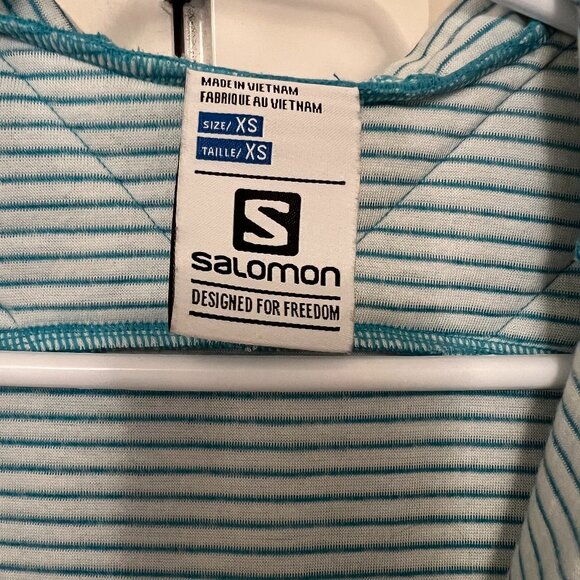 MADE IN VIETNAM
FABRIQUE AU VIETNAM
SIZE/ XS
TAILLE/ XS
S
salomon
DESIGNED FOR FREEDOM